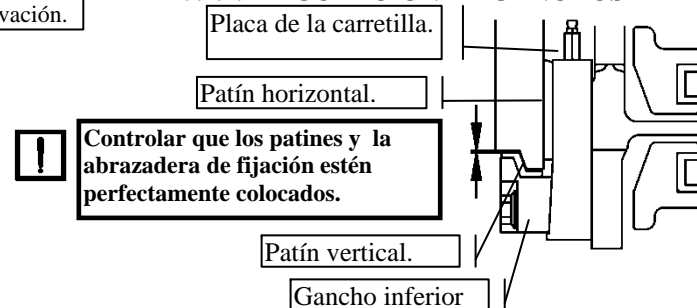 vación.
Placa de la carretilla.
Patín horizontal.
!
Controlar que los patines y la
abrazadera de fijación estén
perfectamente colocados.
Patín vertical.
Gancho inferior